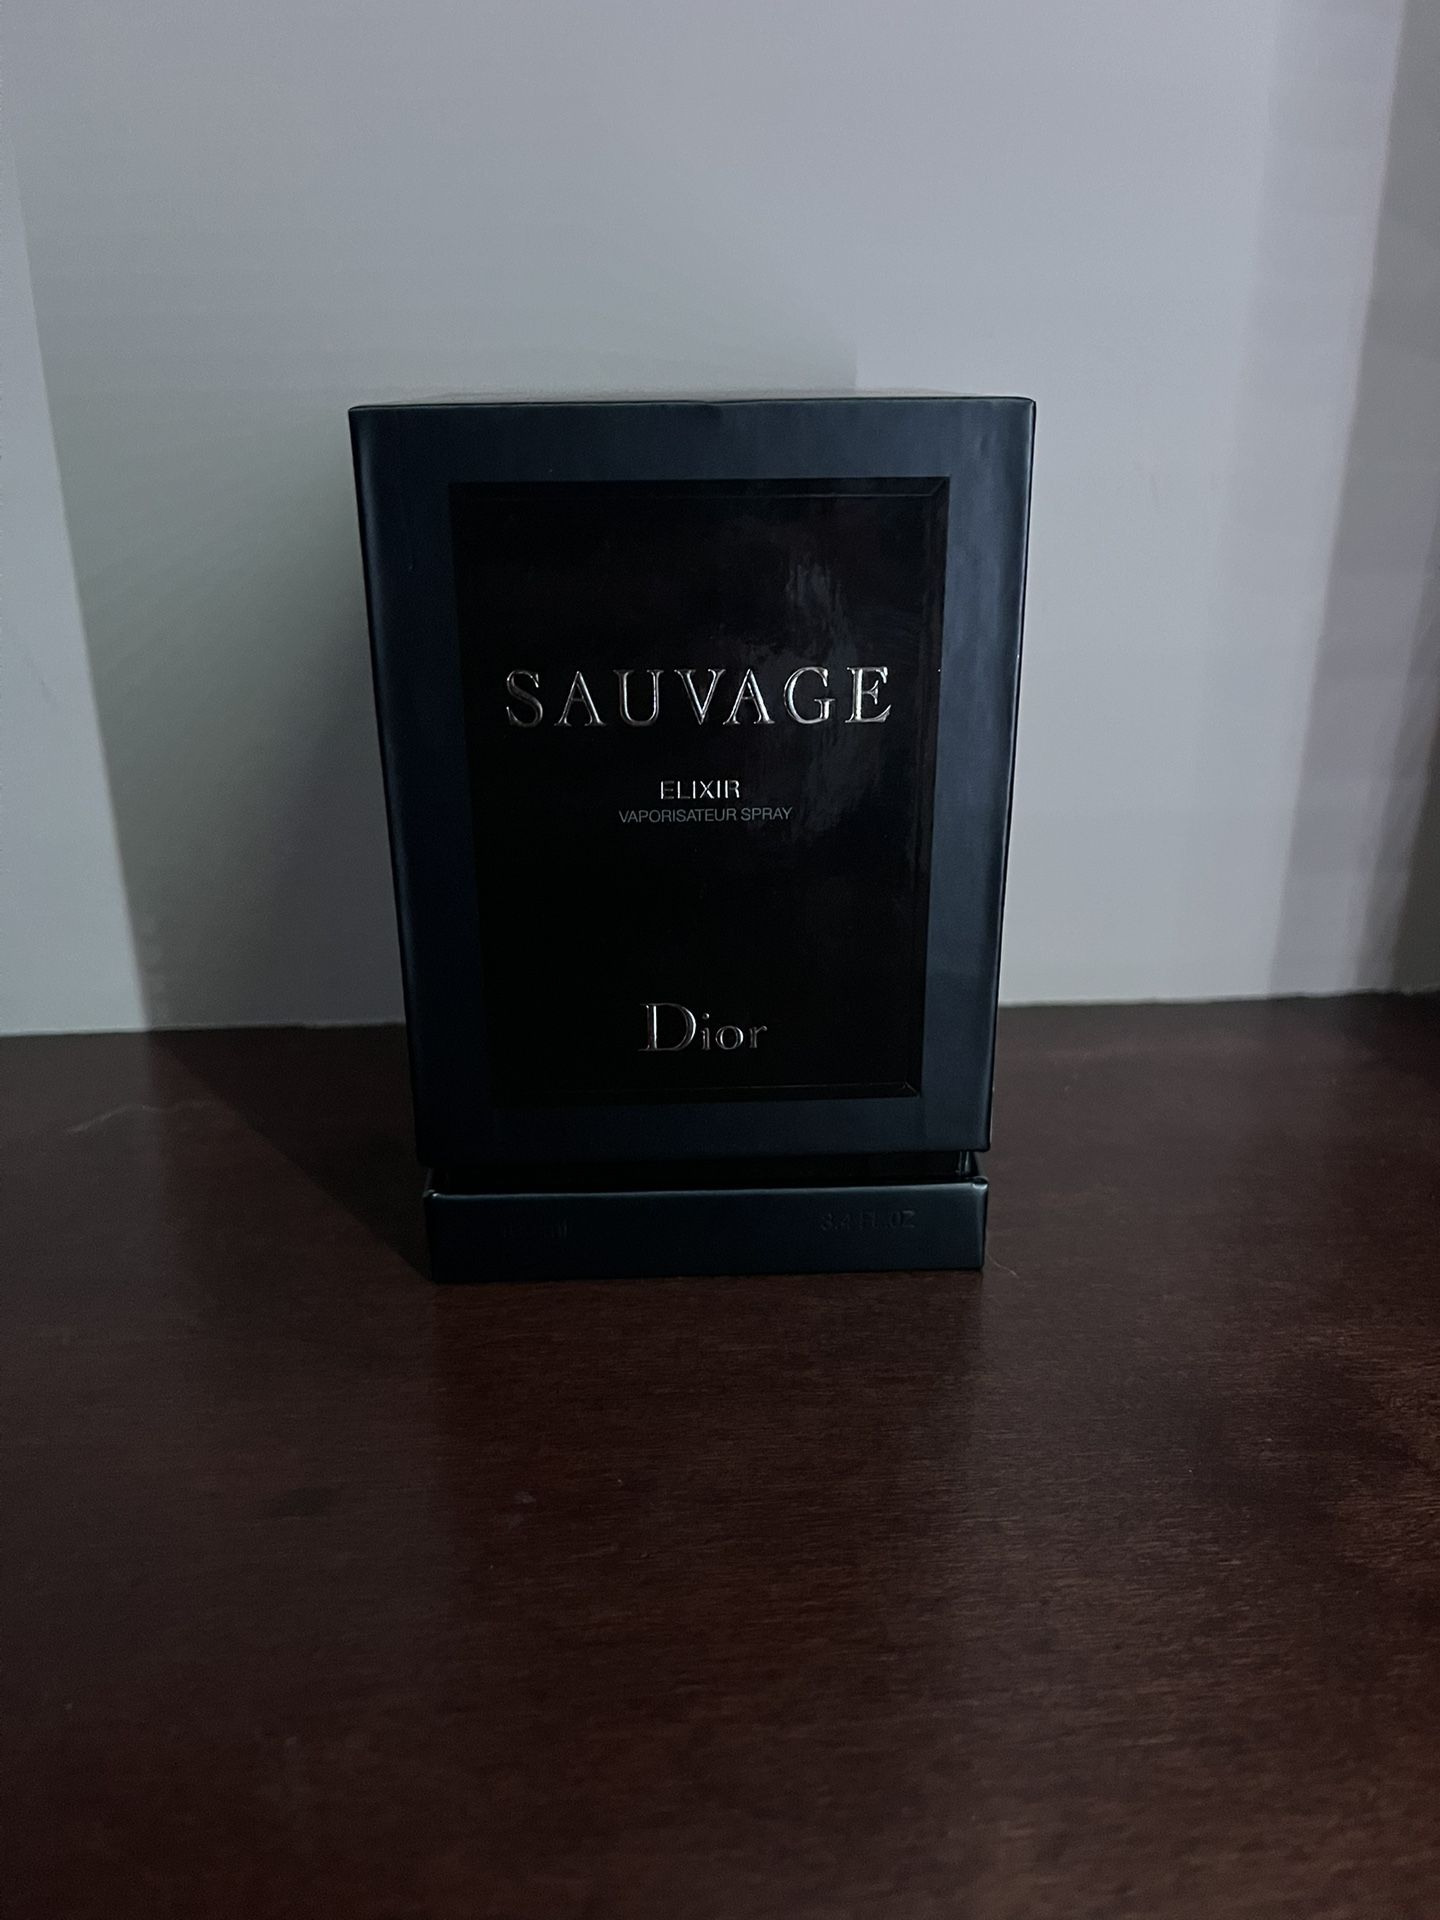 SAUVAGE
ELIXIR
VAPORISATEUR SPRAY
Dior
3.4 FL.OZ